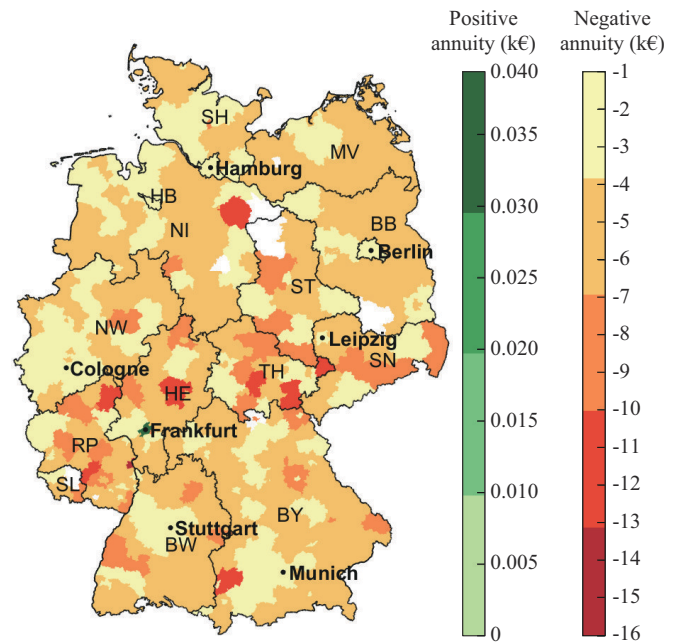 Positive
annuity (k€)
Negative
annuity (k€)
0.040
0.030
0.025
0.020
0.015
0.010
0.005
0
-1
-2
-3
-4
-5
-6
-7
-8
-9
-10
-11
-12
-13
-14
-15
-16
SH
MV
Hamburg
HB
BB
NI
Berlin
ST
NW
Leipzig
SN
Cologne
TH
HE
Frankfurt
RP
SL
BY
Stuttgart
BW
Munich